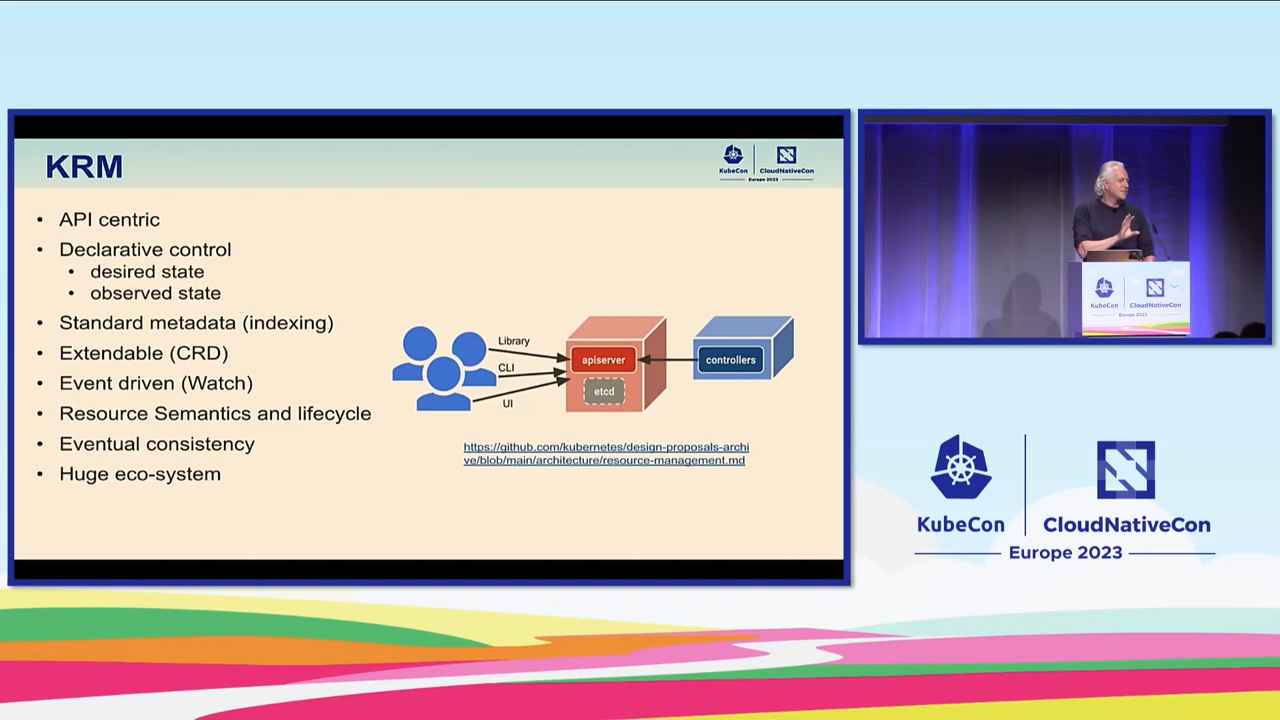 KRM
KubeCon
CloudNativeCon
Europe 2023
• API centric
• Declarative control
• desired state
• observed state
• Standard metadata (indexing)
• Extendable (CRD)
• Event driven (Watch)
• Resource Semantics and lifecycle
• Eventual consistency
• Huge eco-system
Library
CLI
UI
apiserver
etcd
controllers
https://github.com/kubernetes/design-proposals-archi
ve/blob/main/architecture/resource-management.md
KubeCon
CloudNativeCon
Europe 2023
KubeCon
CloudNativeCon
Europe 2023